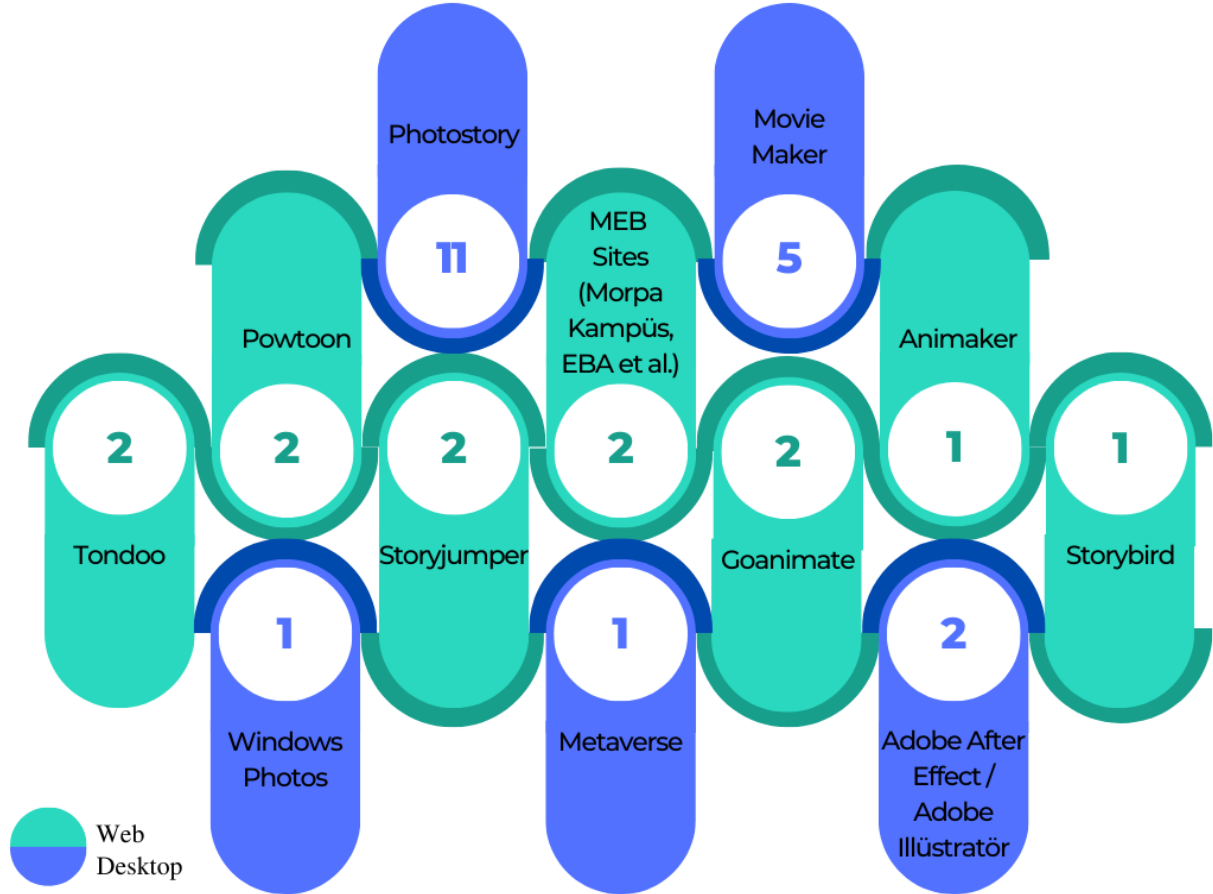 Photostory
11
Movie
Maker
5
MEB
Sites
(Morpa
Kampüs,
EBA et al.)
2
Powtoon
2
Animaker
1
2
Tondoo
2
Storyjumper
2
Goanimate
1
Storybird
1
Windows
Photos
1
Metaverse
2
Adobe After
Effect /
Adobe
Illüstratör
Web
Desktop